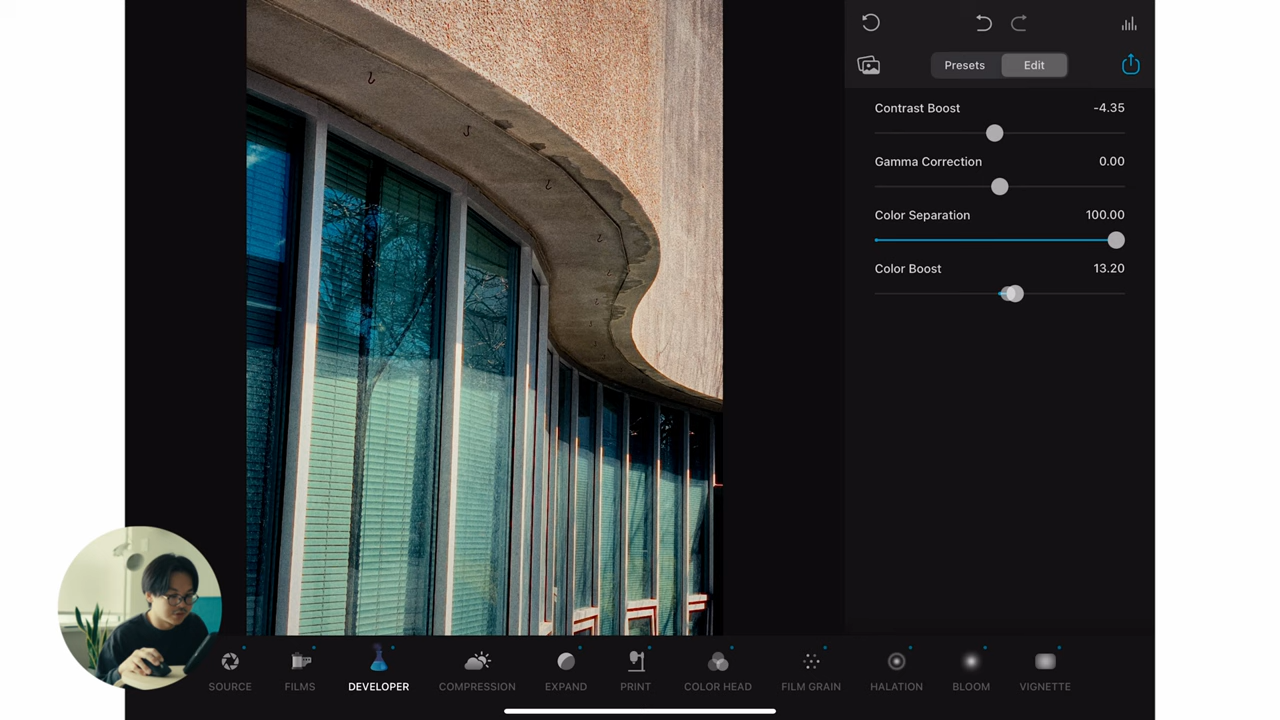 Presets Edit
Contrast Boost -4.35
Gamma Correction 0.00
Color Separation 100.00
Color Boost 13.20
SOURCE FILMS DEVELOPER COMPRESSION EXPAND PRINT COLOR HEAD FILM GRAIN HALATION BLOOM VIGNETTE